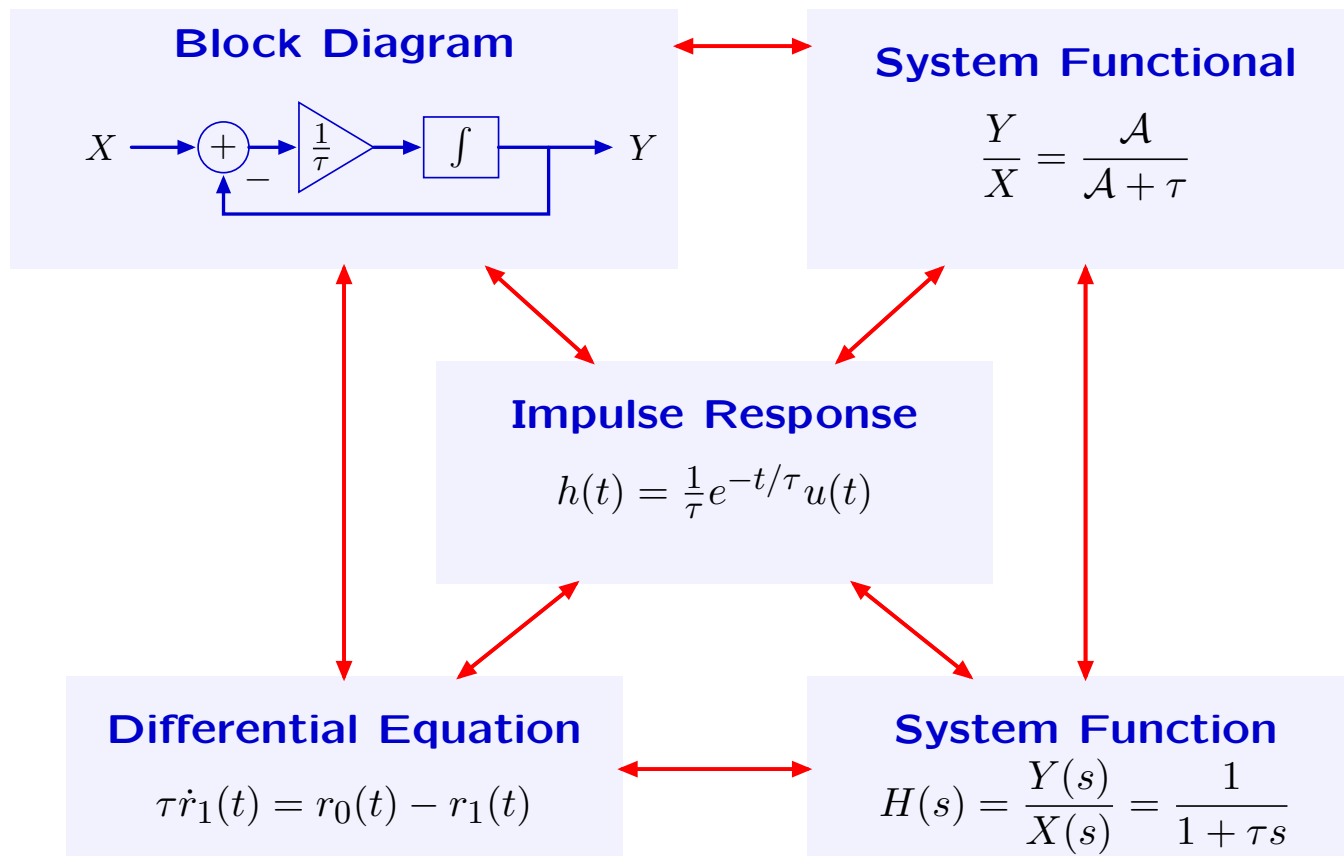 Block Diagram
X + 1/τ ∫ Y
−
System Functional
Y/X = 𝒜/(𝒜 + τ)
Impulse Response
h(t) = 1/τ e^{−t/τ} u(t)
Differential Equation
τṙ₁(t) = r₀(t) − r₁(t)
System Function
H(s) = Y(s)/X(s) = 1/(1 + τs)